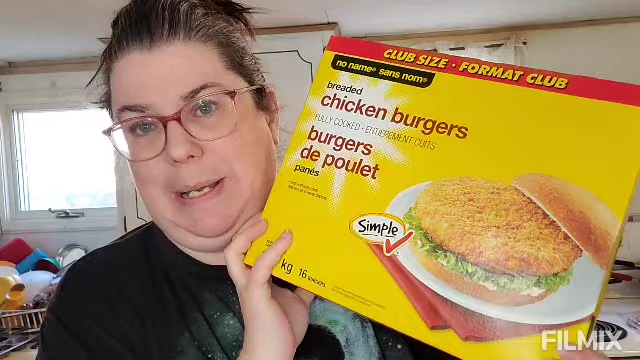 CLUB SIZE • FORMAT CLUB
no name® sans nom®
breaded
chicken burgers
FULLY COOKED • ENTIÈREMENT CUITS
burgers
de poulet
panés
Simple
kg 16
FILMIX